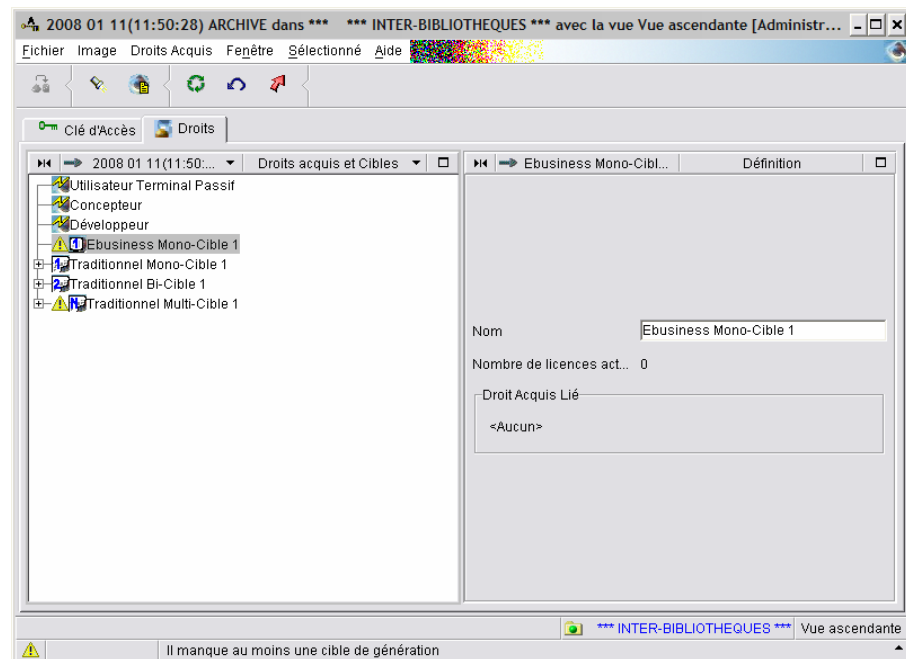 2008 01 11(11:50:28) ARCHIVE dans *** *** INTER-BIBLIOTHEQUES *** avec la vue Vue ascendante [Administr...
Fichier Image Droits Acquis Fenêtre Sélectionné Aide
Clé d'Accès Droits
2008 01 11(11:50:... Droits acquis et Cibles
Ebusiness Mono-Cibl... Définition
Utilisateur Terminal Passif
Concepteur
Développeur
Ebusiness Mono-Cible 1
Traditionnel Mono-Cible 1
Traditionnel Bi-Cible 1
Traditionnel Multi-Cible 1
Nom Ebusiness Mono-Cible 1
Nombre de licences act... 0
Droit Acquis Lié
<Aucun>
*** INTER-BIBLIOTHEQUES *** Vue ascendante
Il manque au moins une cible de génération